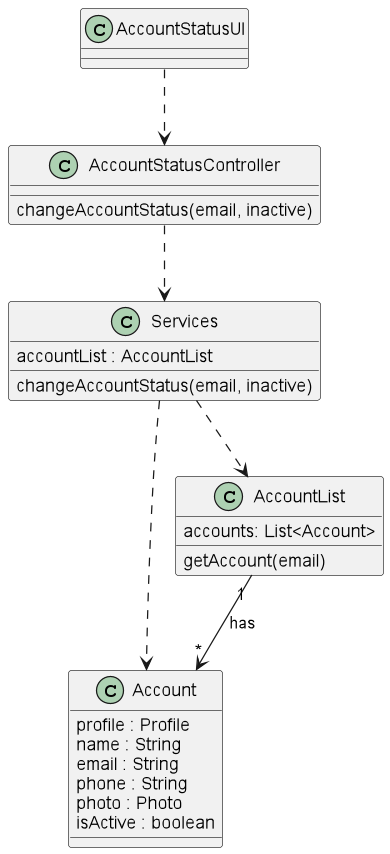 C AccountStatusUI
C AccountStatusController
changeAccountStatus(email, inactive)
C Services
accountList : AccountList
changeAccountStatus(email, inactive)
C AccountList
accounts: List<Account>
getAccount(email)
1
has
*
C Account
profile : Profile
name : String
email : String
phone : String
photo : Photo
isActive : boolean